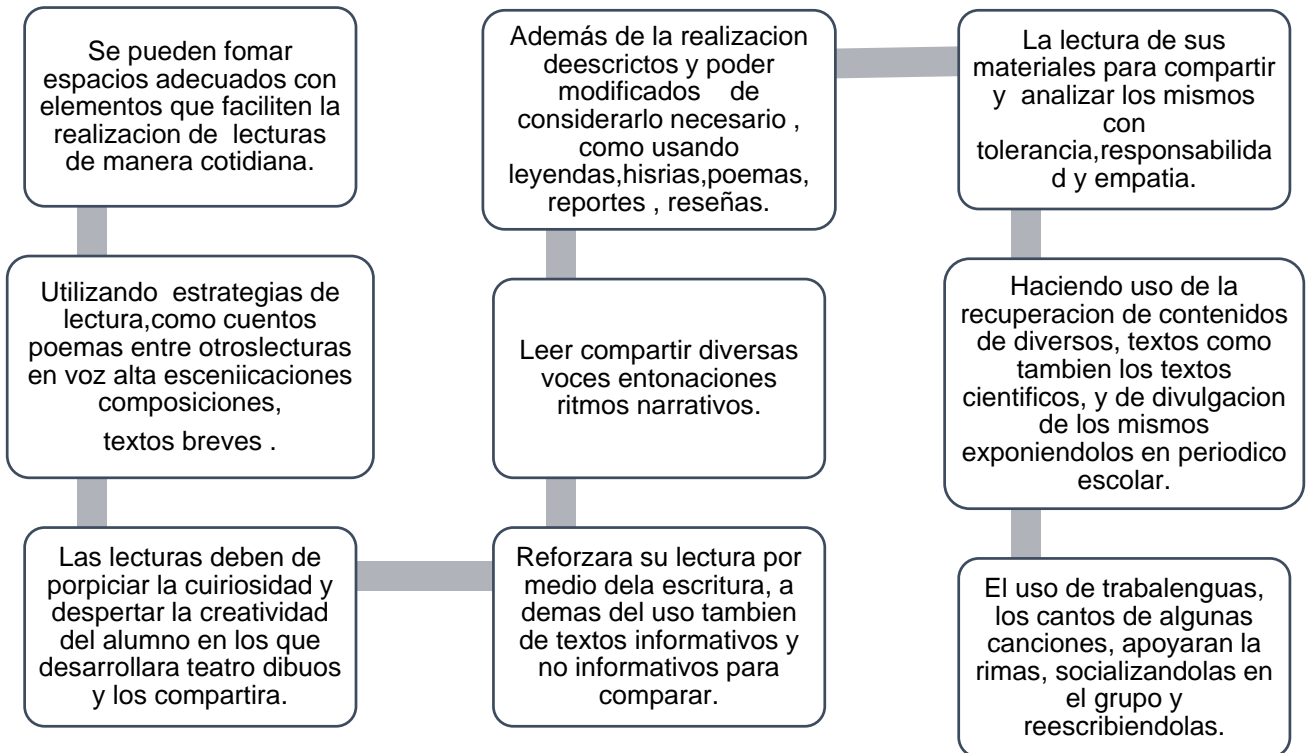 Se pueden fomar
espacios adecuados con
elementos que faciliten la
realizacion de  lecturas
de manera cotidiana.
Utilizando  estrategias de
lectura,como cuentos
poemas entre otroslecturas
en voz alta esceniicaciones
composiciones,
textos breves .
Las lecturas deben de
porpiciar la cuiriosidad y
despertar la creatividad
del alumno en los que
desarrollara teatro dibuos
y los compartira.
Reforzara su lectura por
medio dela escritura, a
demas del uso tambien
de textos informativos y
no informativos para
comparar.
Leer compartir diversas
voces entonaciones
ritmos narrativos.
Además de la realizacion
deescrictos y poder
modificados    de
considerarlo necesario ,
como usando
leyendas,hisrias,poemas,
reportes , reseñas.
La lectura de sus
materiales para compartir
y  analizar los mismos
con
tolerancia,responsabilida
d y empatia.
Haciendo uso de la
recuperacion de contenidos
de diversos, textos como
tambien los textos
cientificos, y de divulgacion
de los mismos
exponiendolos en periodico
escolar.
El uso de trabalenguas,
los cantos de algunas
canciones, apoyaran la
rimas, socializandolas en
el grupo y
reescribiendolas.